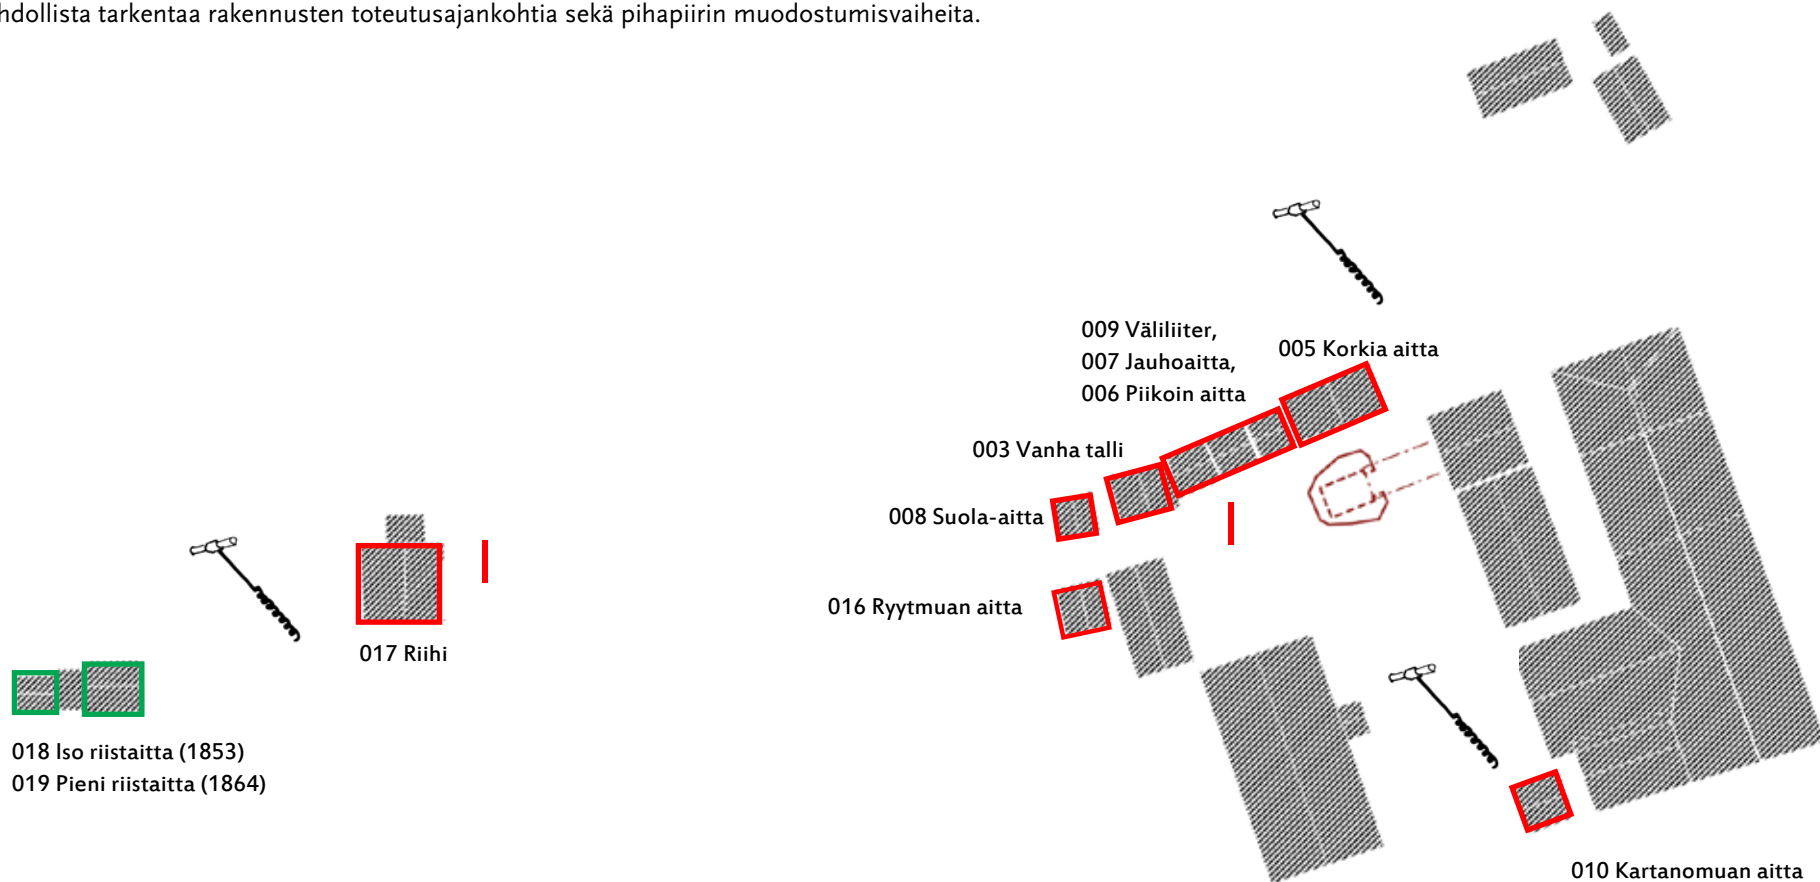 hdollista tarkentaa rakennusten toteutusajankohtia sekä pihapiirin muodostumisvaiheita.
009 Väliliiter,
007 Jauhoaitta,
006 Piikoin aitta
005 Korkia aitta
003 Vanha talli
008 Suola-aitta
016 Ryytmuan aitta
017 Riihi
018 Iso riistaitta (1853)
019 Pieni riistaitta (1864)
010 Kartanomuan aitta